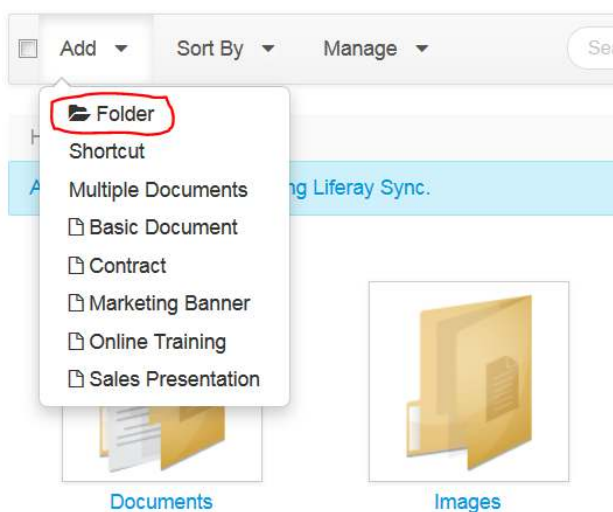 Add Sort By Manage Sea
Folder
H
Shortcut
A
Multiple Documents ng Liferay Sync.
Basic Document
Contract
Marketing Banner
Online Training
Sales Presentation
Documents Images